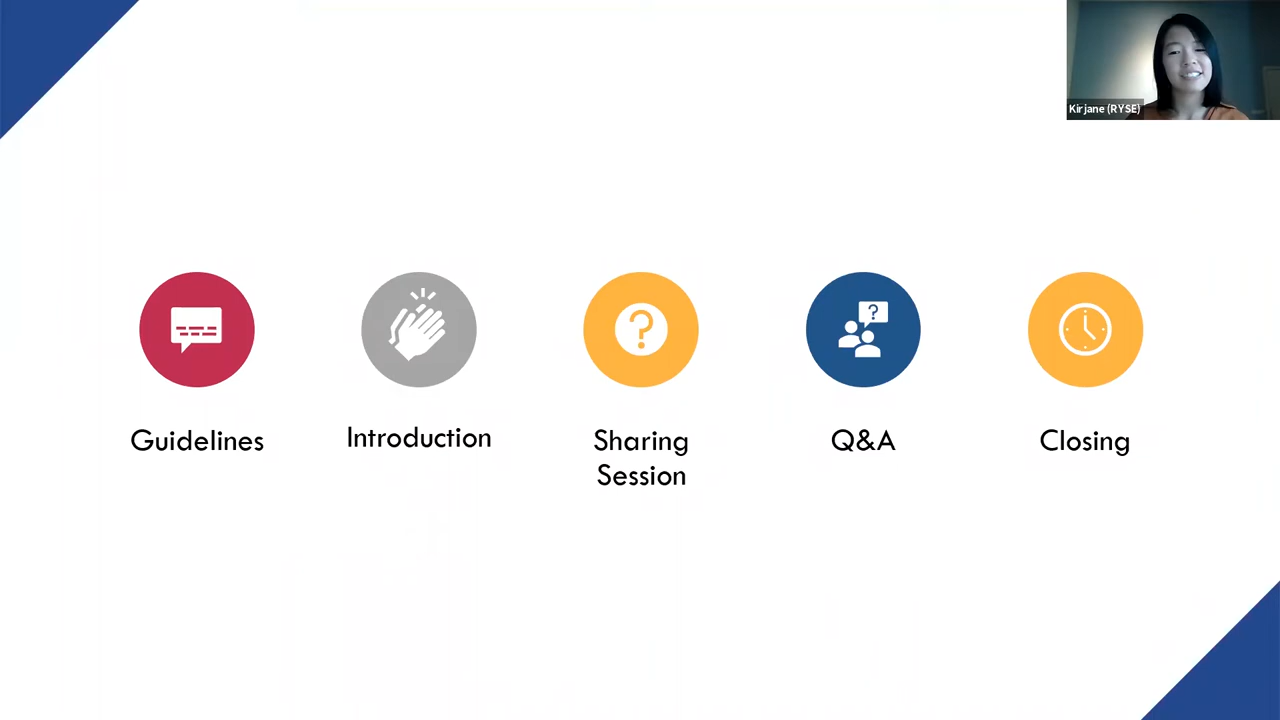 Kirjane (RYSE)
Guidelines
Introduction
Sharing
Session
Q&A
Closing